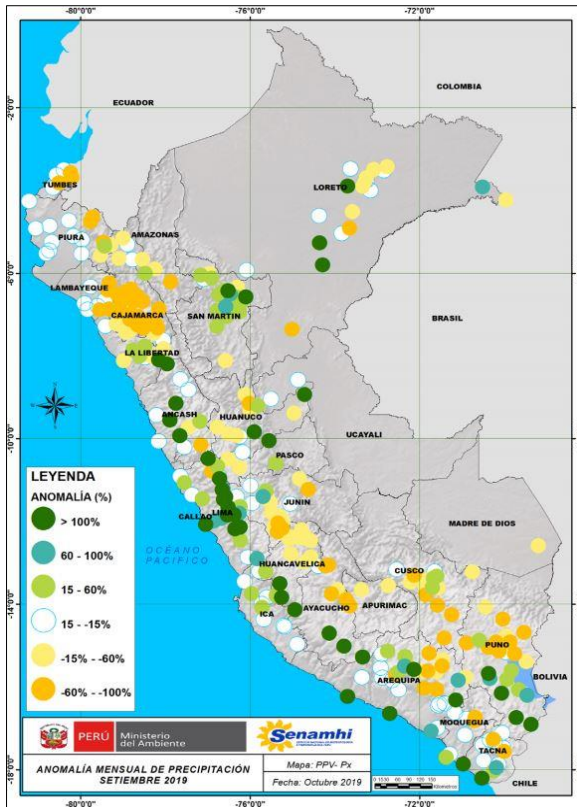 -80°0'0"
-76°0'0"
-72°0'0"
COLOMBIA
ECUADOR
-2°0'0"
TUMBES
LORETO
PIURA
AMAZONAS
-6°0'0"
LAMBAYEQUE
CAJAMARCA
SAN MARTIN
BRASIL
LA LIBERTAD
ANCASH
HUANUCO
-10°0'0"
UCAYALI
PASCO
LEYENDA
ANOMALÍA (%)
> 100%
60 - 100%
15 - 60%
15 - -15%
-15% - -60%
-60% - -100%
JUNIN
LIMA
CALLAO
MADRE DE DIOS
OCÉANO
PACÍFICO
HUANCAVELICA
CUSCO
-14°0'0"
ICA
AYACUCHO
APURIMAC
PUNO
AREQUIPA
BOLIVIA
MOQUEGUA
TACNA
-18°0'0"
CHILE
PERÚ
Ministerio
del Ambiente
Senamhi
ANOMALÍA MENSUAL DE PRECIPITACIÓN
SETIEMBRE 2019
Mapa: PPV- Px
Fecha: Octubre 2019
Kilómetros
-80°0'0"
-76°0'0"
-72°0'0"